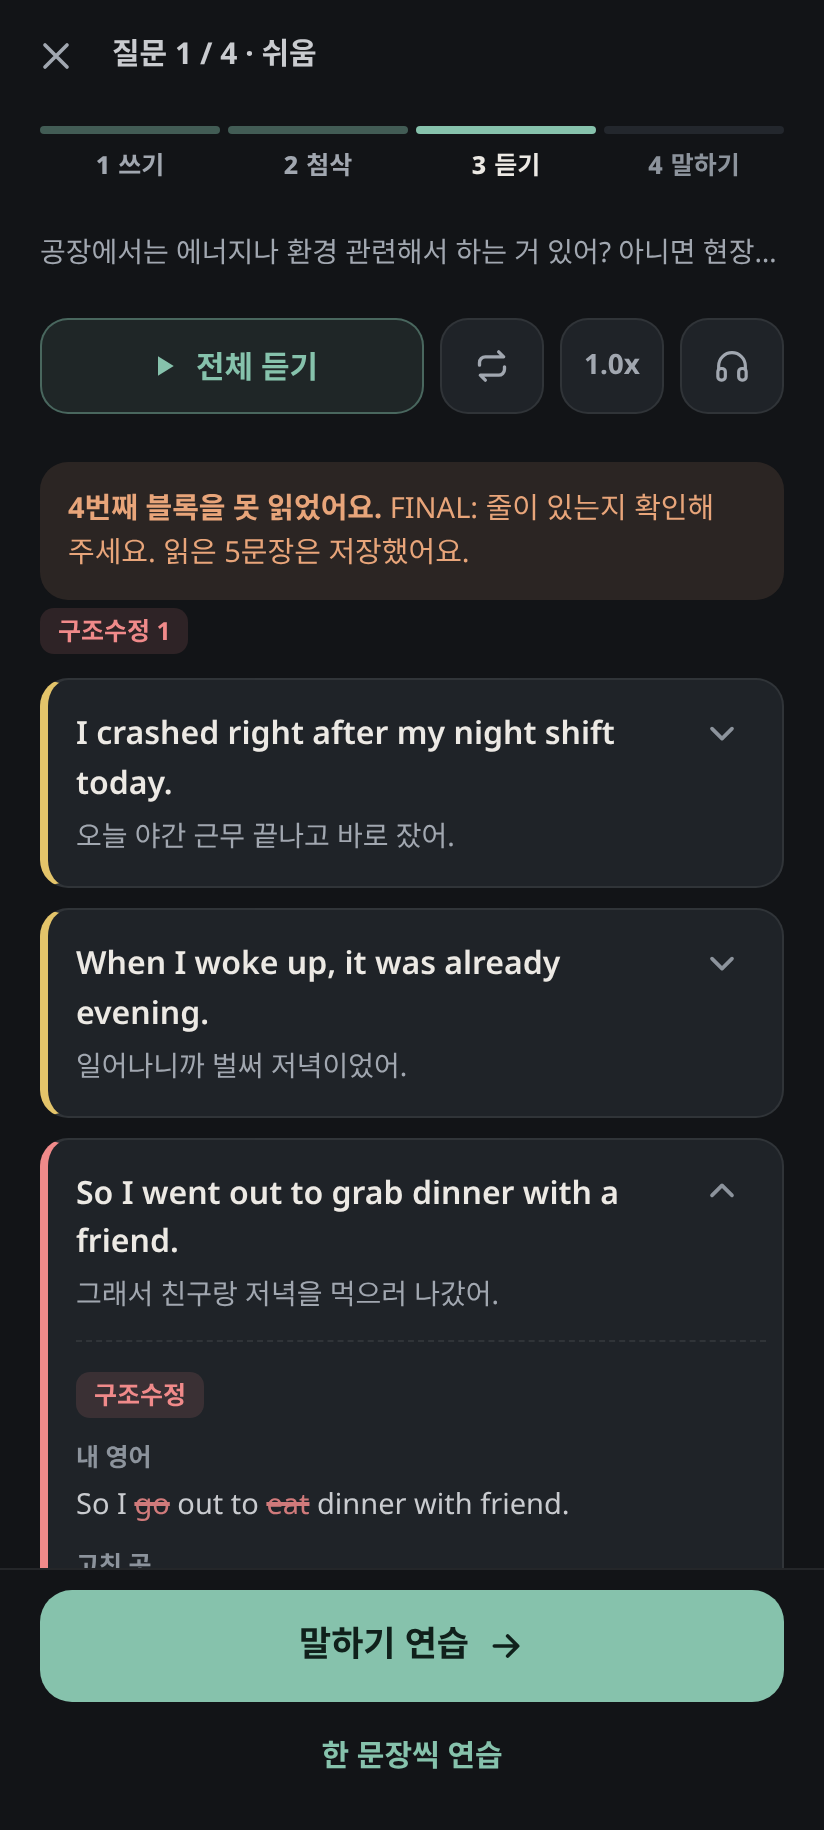 질문 1 / 4 · 쉬움
1 쓰기
2 첨삭
3 듣기
4 말하기
공장에서는 에너지나 환경 관련해서 하는 거 있어? 아니면 현장...
전체 듣기
1.0x
4번째 블록을 못 읽었어요. FINAL: 줄이 있는지 확인해
주세요. 읽은 5문장은 저장했어요.
구조수정 1
I crashed right after my night shift
today.
오늘 야간 근무 끝나고 바로 잤어.
When I woke up, it was already
evening.
일어나니까 벌써 저녁이었어.
So I went out to grab dinner with a
friend.
그래서 친구랑 저녁을 먹으러 나갔어.
구조수정
내 영어
So I go out to eat dinner with friend.
고친 곳
말하기 연습 →
한 문장씩 연습